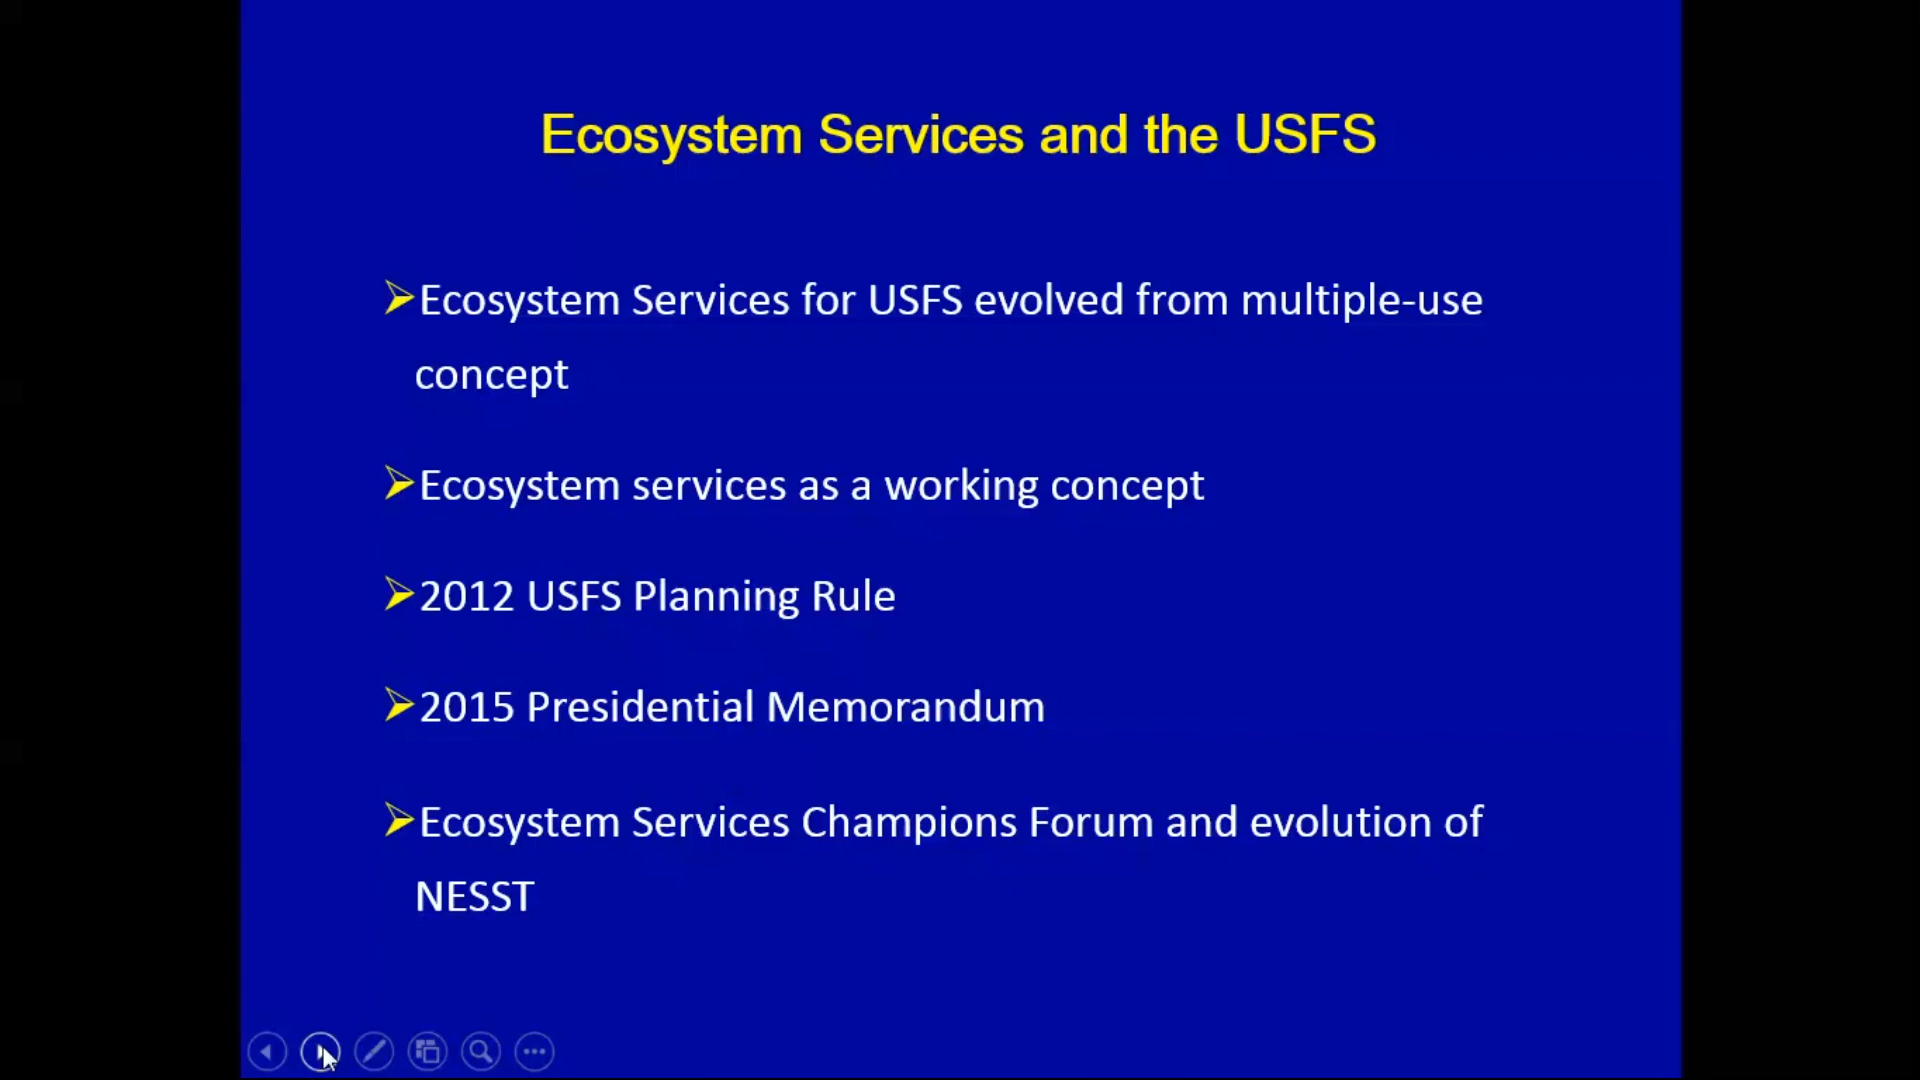 Ecosystem Services and the USFS
➢Ecosystem Services for USFS evolved from multiple-use
concept
➢Ecosystem services as a working concept
➢2012 USFS Planning Rule
➢2015 Presidential Memorandum
➢Ecosystem Services Champions Forum and evolution of
NESST